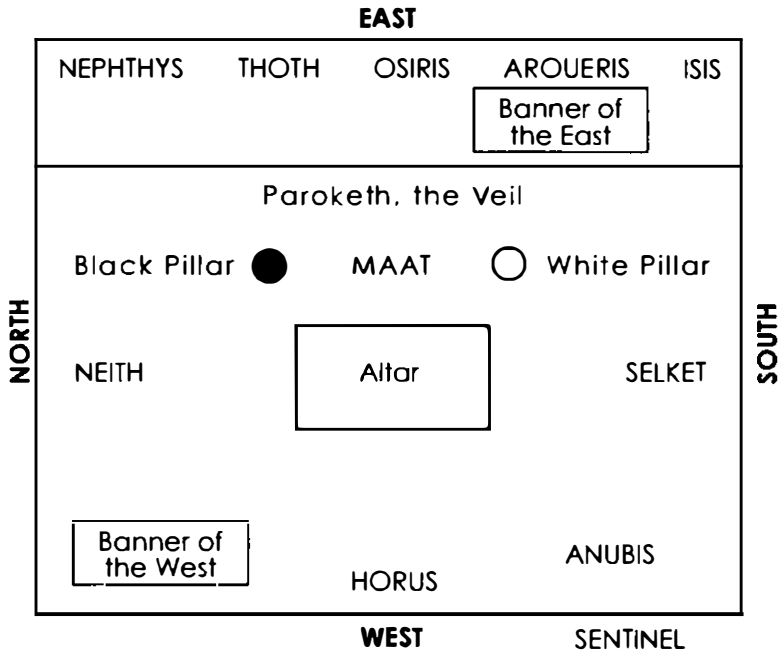 EAST
NEPHTHYS THOTH OSIRIS AROUERIS ISIS
Banner of
the East
Paroketh, the Veil
Black Pillar MAAT White Pillar
NORTH
SOUTH
NEITH Altar SELKET
Banner of
the West
ANUBIS
HORUS
WEST SENTINEL